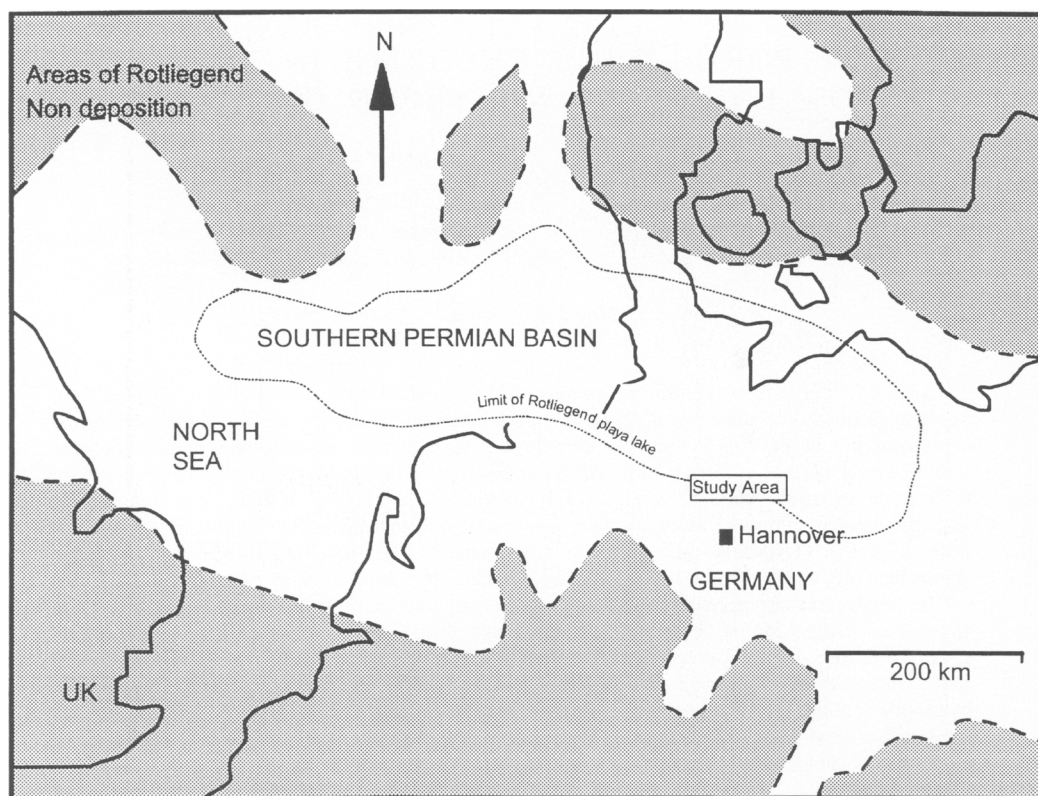 Areas of Rotliegend
Non deposition
N
SOUTHERN PERMIAN BASIN
Limit of Rotliegend playa lake
NORTH
SEA
Study Area
Hannover
GERMANY
200 km
UK